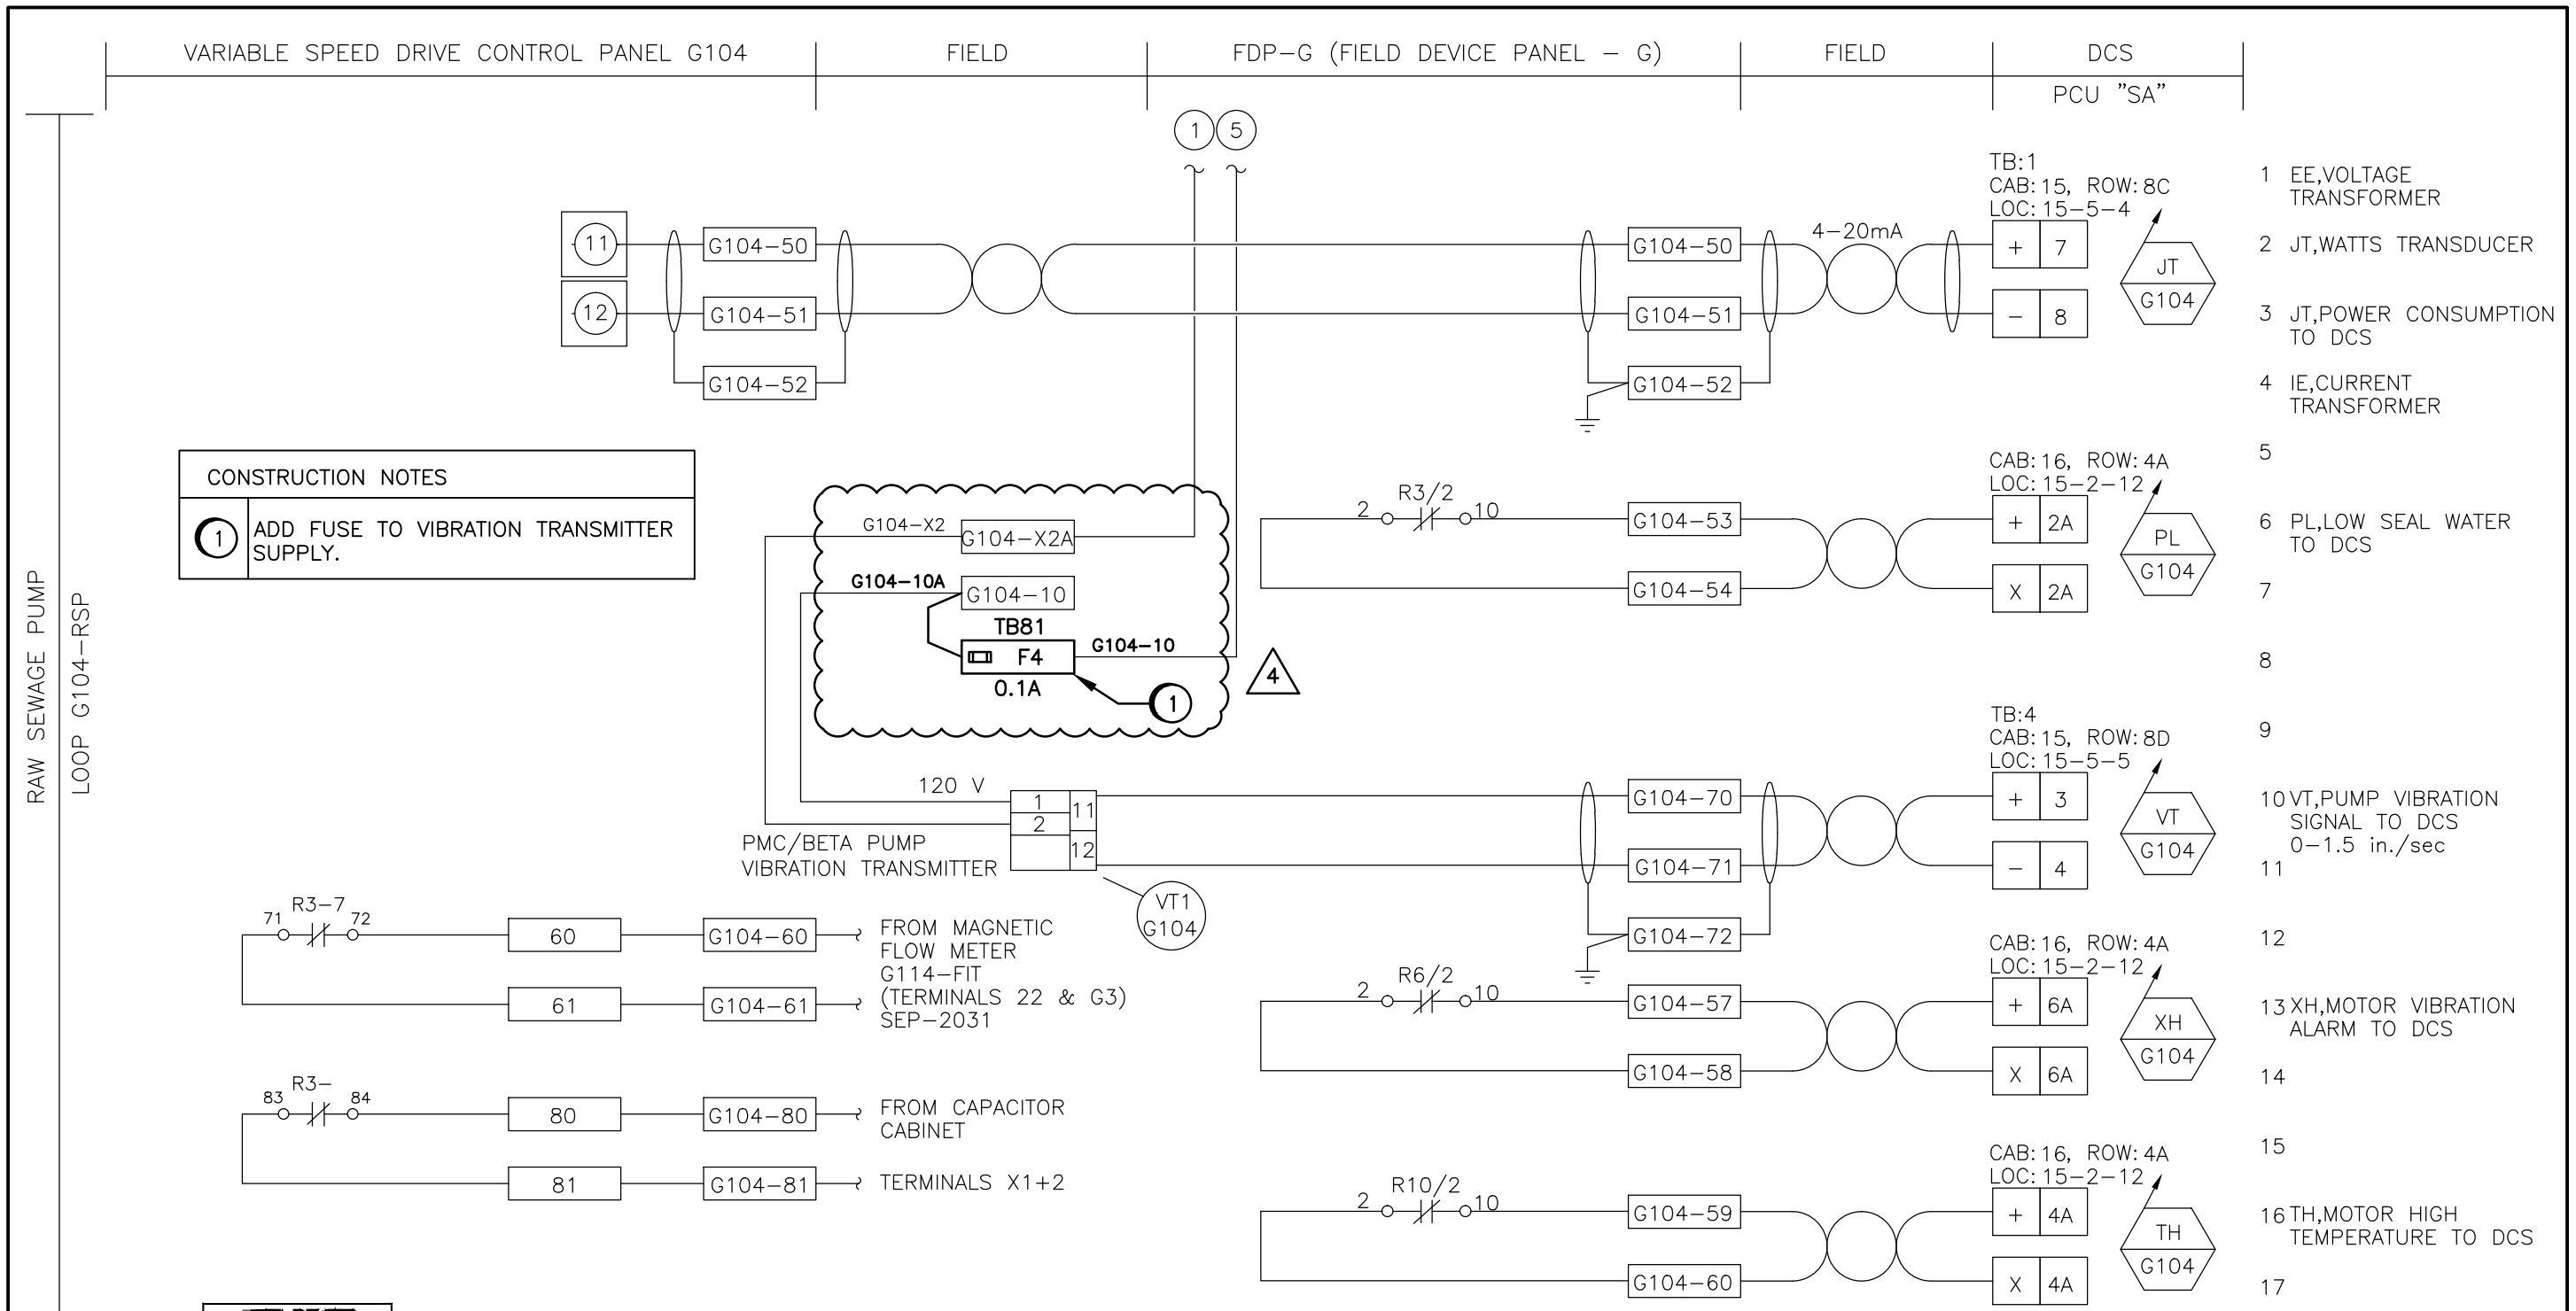 VARIABLE SPEED DRIVE CONTROL PANEL G104
FIELD
FDP-G (FIELD DEVICE PANEL - G)
FIELD
DCS
PCU "SA"
RAW SEWAGE PUMP
LOOP G104-RSP
1
5
11
G104-50
12
G104-51
G104-52
G104-50
G104-51
G104-52
4-20mA
TB:1
CAB:15, ROW:8C
LOC:15-5-4
+ 7
- 8
JT
G104
CONSTRUCTION NOTES
1
ADD FUSE TO VIBRATION TRANSMITTER
SUPPLY.
G104-X2
G104-X2A
G104-10A
G104-10
TB81
F4
G104-10
0.1A
1
4
2
R3/2
10
G104-53
G104-54
CAB:16, ROW:4A
LOC:15-2-12
+ 2A
X 2A
PL
G104
120 V
1
2
11
12
PMC/BETA PUMP
VIBRATION TRANSMITTER
VT1
G104
G104-70
G104-71
G104-72
TB:4
CAB:15, ROW:8D
LOC:15-5-5
+ 3
- 4
VT
G104
71
R3-7
72
60
G104-60
61
G104-61
FROM MAGNETIC
FLOW METER
G114-FIT
(TERMINALS 22 & G3)
SEP-2031
2
R6/2
10
G104-57
G104-58
CAB:16, ROW:4A
LOC:15-2-12
+ 6A
X 6A
XH
G104
83
R3-
84
80
G104-80
81
G104-81
FROM CAPACITOR
CABINET
TERMINALS X1+2
2
R10/2
10
G104-59
G104-60
CAB:16, ROW:4A
LOC:15-2-12
+ 4A
X 4A
TH
G104
1 EE,VOLTAGE
TRANSFORMER
2 JT,WATTS TRANSDUCER
3 JT,POWER CONSUMPTION
TO DCS
4 IE,CURRENT
TRANSFORMER
5
6 PL,LOW SEAL WATER
TO DCS
7
8
9
10 VT,PUMP VIBRATION
SIGNAL TO DCS
0-1.5 in./sec
11
12
13 XH,MOTOR VIBRATION
ALARM TO DCS
14
15
16 TH,MOTOR HIGH
TEMPERATURE TO DCS
17